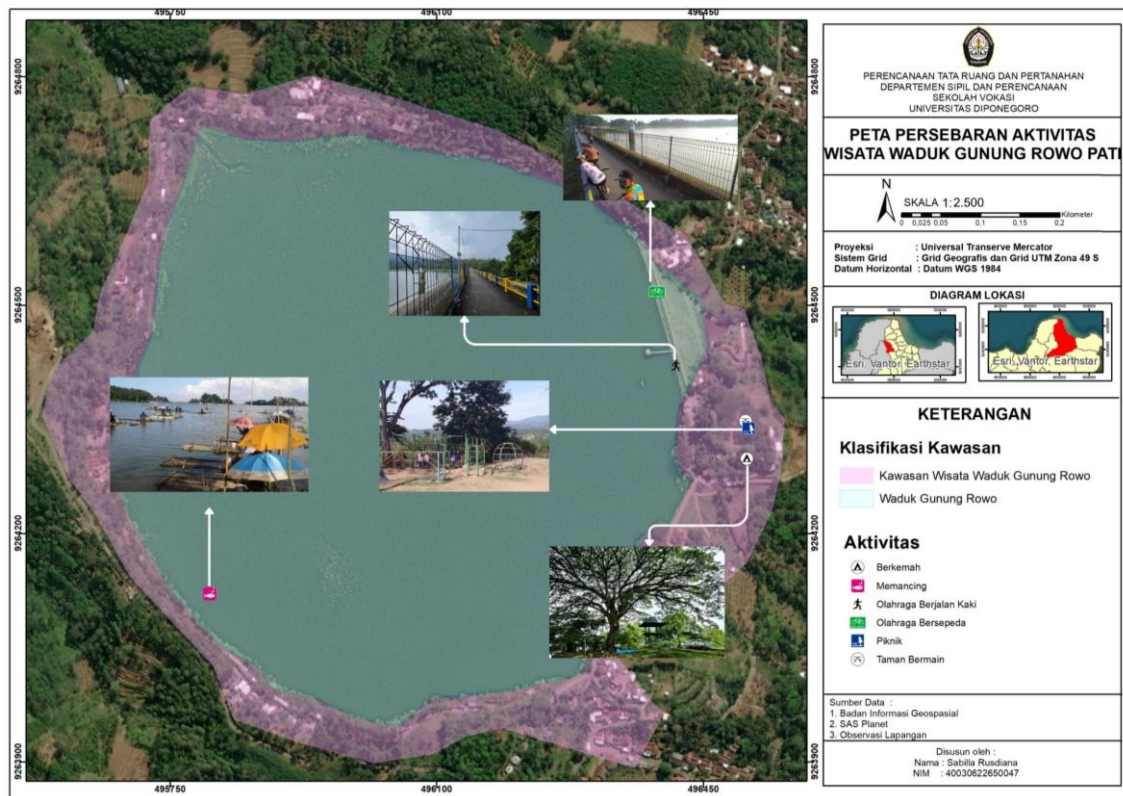 495750 496100 496450
9264800
9264500
9264200
9263900
9264800
9264500
9264200
9263900
495750 496100 496450
PERENCANAAN TATA RUANG DAN PERTANAHAN
DEPARTEMEN SIPIL DAN PERENCANAAN
SEKOLAH VOKASI
UNIVERSITAS DIPONEGORO
PETA PERSEBARAN AKTIVITAS
WISATA WADUK GUNUNG ROWO PATI
N
SKALA 1:2.500
0 0,025 0,05 0,1 0,15 0,2 Kilometer
Proyeksi : Universal Transerve Mercator
Sistem Grid : Grid Geografis dan Grid UTM Zona 49 S
Datum Horizontal : Datum WGS 1984
DIAGRAM LOKASI
Esri, Vantor, Earthstar
Esri, Vantor, Earthstar
KETERANGAN
Klasifikasi Kawasan
Kawasan Wisata Waduk Gunung Rowo
Waduk Gunung Rowo
Aktivitas
Berkemah
Memancing
Olahraga Berjalan Kaki
Olahraga Bersepeda
Piknik
Taman Bermain
Sumber Data :
1. Badan Informasi Geospasial
2. SAS Planet
3. Observasi Lapangan
Disusun oleh :
Nama : Sabilla Rusdiana
NIM : 40030622650047